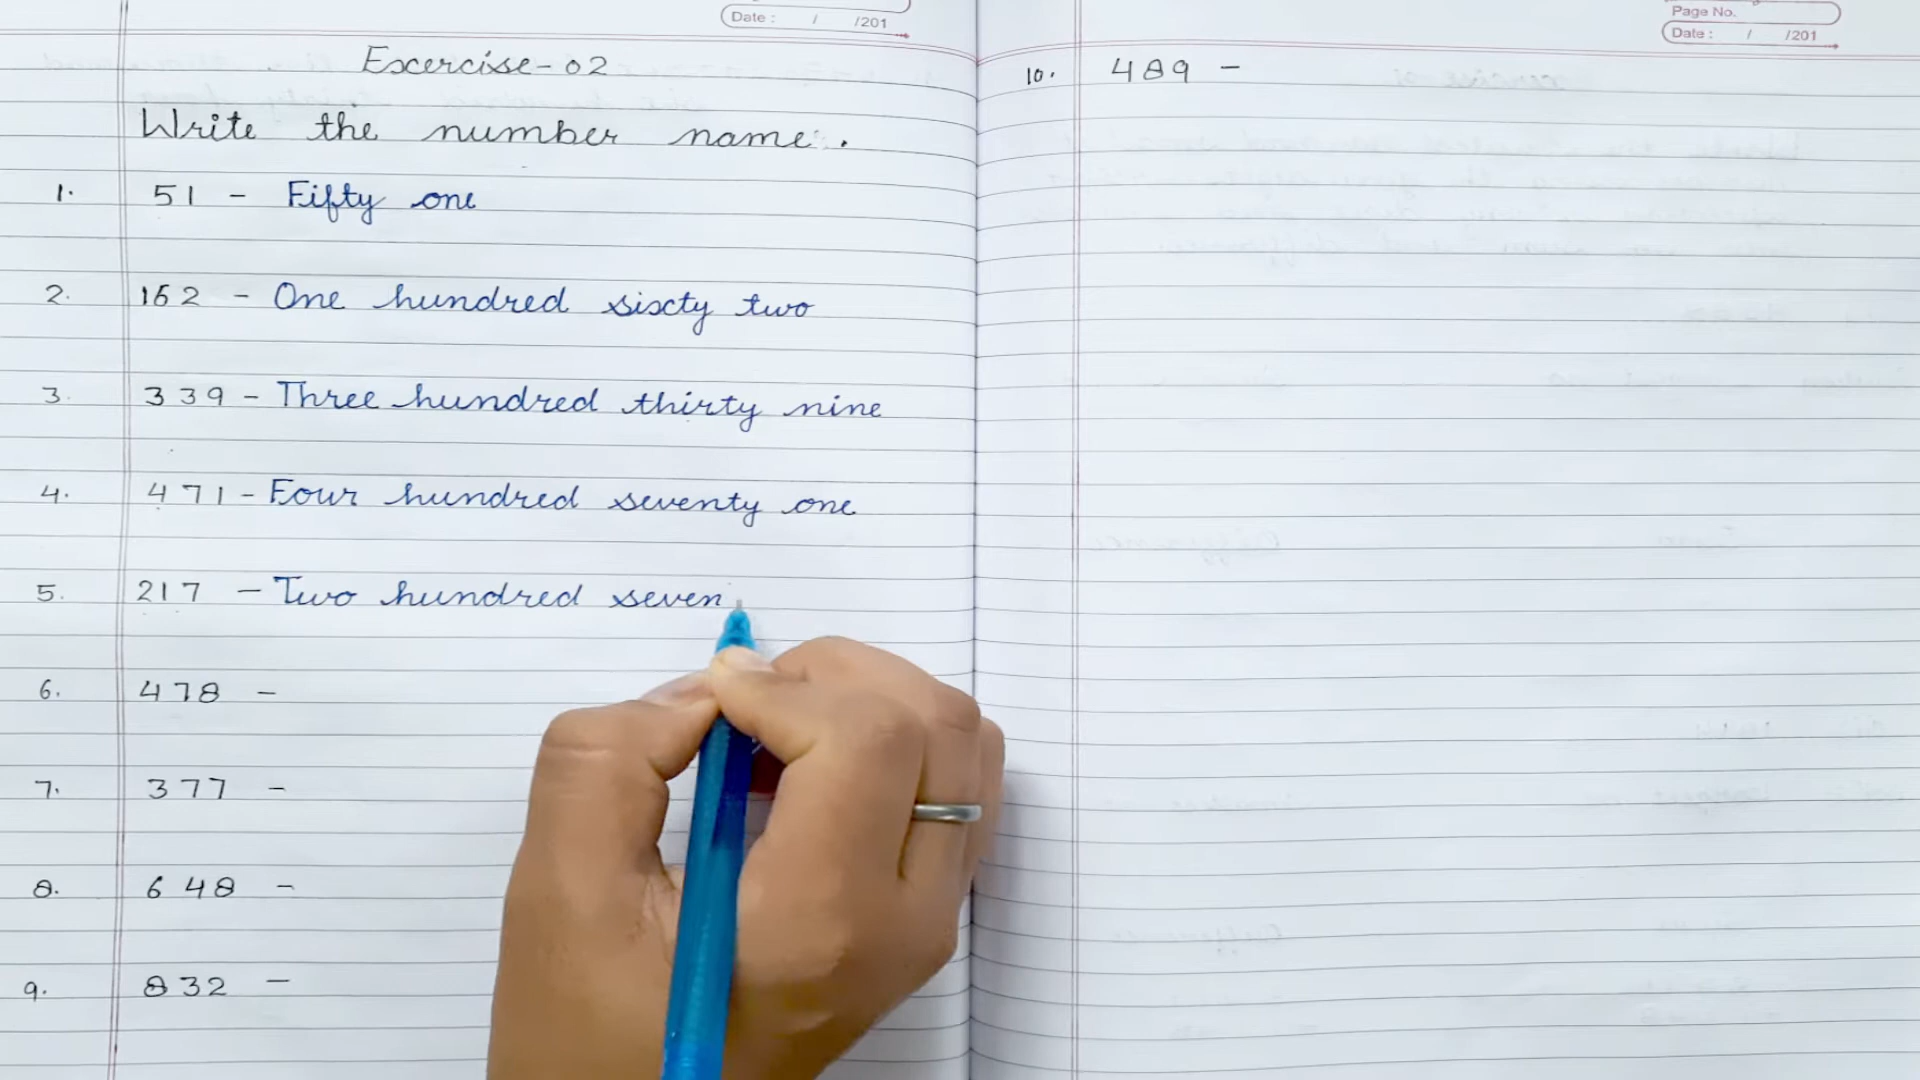 Date : / /201
Excercise-02
Write the number name.
1. 51 - Fifty one
2. 162 - One hundred sixty two
3. 339 - Three hundred thirty nine
4. 471 - Four hundred seventy one
5. 217 - Two hundred seven
6. 478 -
7. 377 -
8. 648 -
9. 832 -
Page No.
Date : / /201
10. 489 -